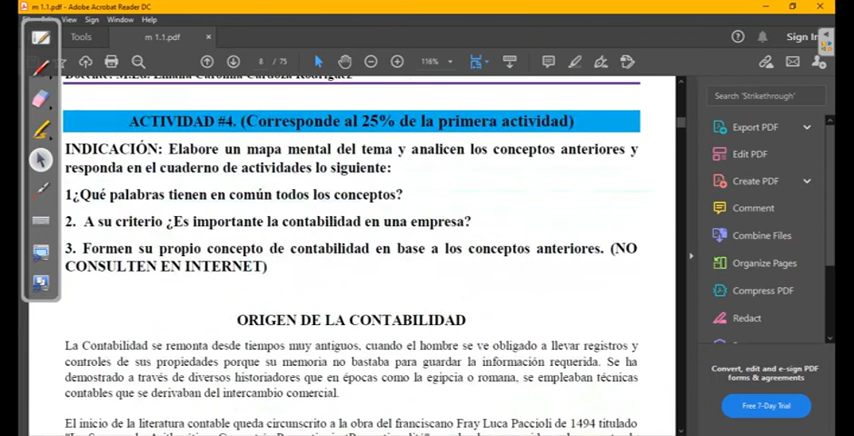 m 1.1.pdf - Adobe Acrobat Reader DC
View Sign Window Help
Tools m 1.1.pdf × Sign In
8 / 75 116%
ACTIVIDAD #4. (Corresponde al 25% de la primera actividad)
INDICACIÓN: Elabore un mapa mental del tema y analicen los conceptos anteriores y
responda en el cuaderno de actividades lo siguiente:
1¿Qué palabras tienen en común todos los conceptos?
2. A su criterio ¿Es importante la contabilidad en una empresa?
3. Formen su propio concepto de contabilidad en base a los conceptos anteriores. (NO
CONSULTEN EN INTERNET)
ORIGEN DE LA CONTABILIDAD
La Contabilidad se remonta desde tiempos muy antiguos, cuando el hombre se ve obligado a llevar registros y
controles de sus propiedades porque su memoria no bastaba para guardar la información requerida. Se ha
demostrado a través de diversos historiadores que en épocas como la egipcia o romana, se empleaban técnicas
contables que se derivaban del intercambio comercial.
El inicio de la literatura contable queda circunscrito a la obra del franciscano Fray Luca Paccioli de 1494 titulado
Search 'Strikethrough'
Export PDF
Edit PDF
Create PDF
Comment
Combine Files
Organize Pages
Compress PDF
Redact
Convert, edit and e-sign PDF
forms & agreements
Free 7-Day Trial